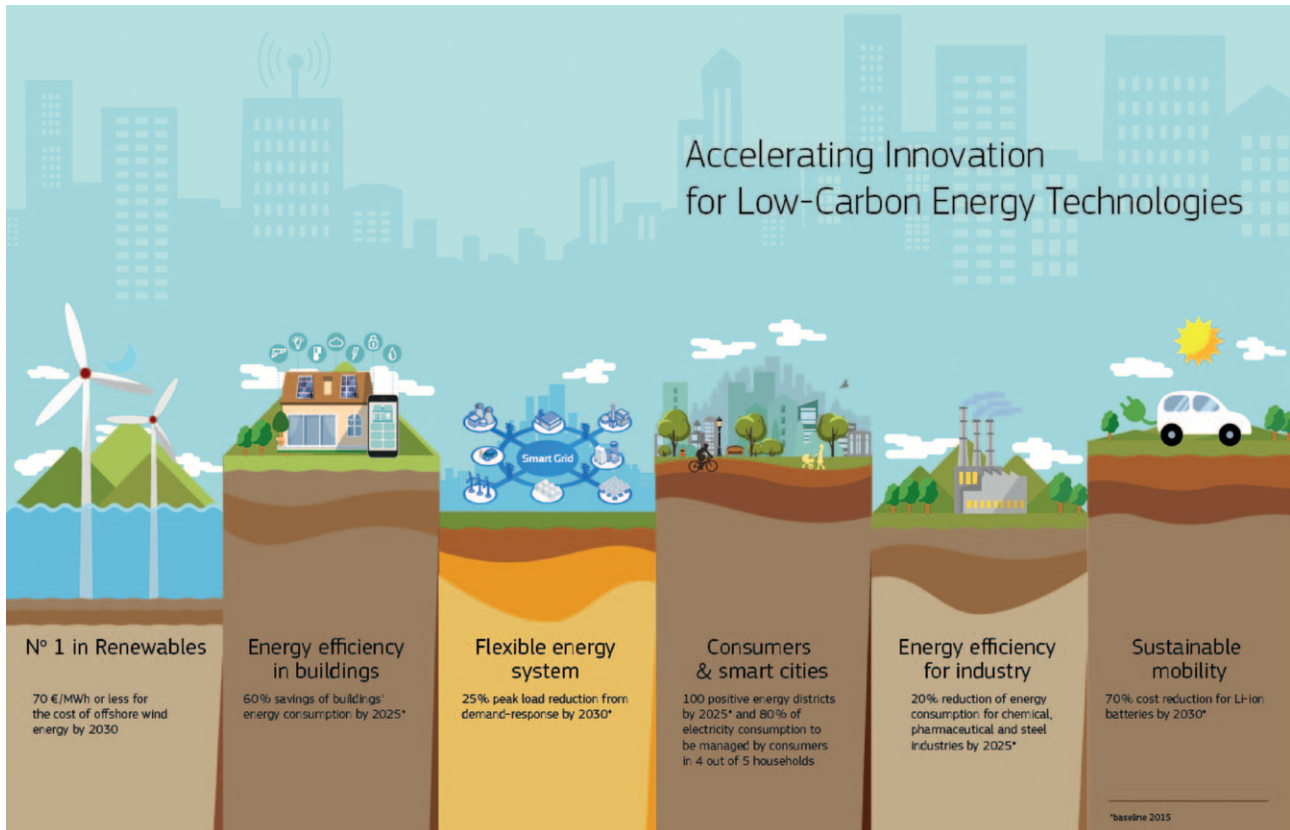 Accelerating Innovation
for Low-Carbon Energy Technologies
Smart Grid
Nº 1 in Renewables
70 €/MWh or less for
the cost of offshore wind
energy by 2030
Energy efficiency
in buildings
60% savings of buildings'
energy consumption by 2025*
Flexible energy
system
25% peak load reduction from
demand-response by 2030*
Consumers
& smart cities
100 positive energy districts
by 2025* and 80% of
electricity consumption to
be managed by consumers
in 4 out of 5 households
Energy efficiency
for industry
20% reduction of energy
consumption for chemical,
pharmaceutical and steel
industries by 2025*
Sustainable
mobility
70% cost reduction for Li-ion
batteries by 2030*
*baseline 2015